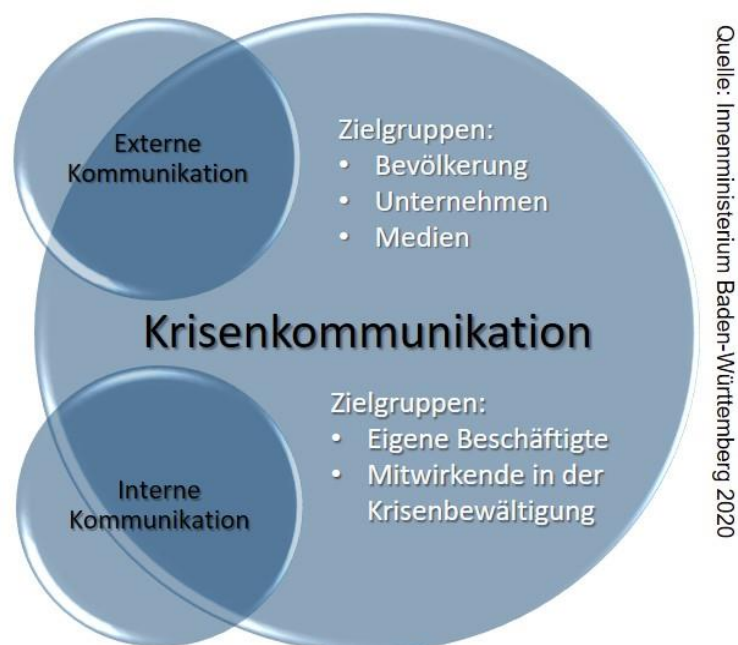 Externe
Kommunikation
Zielgruppen:
• Bevölkerung
• Unternehmen
• Medien
Krisenkommunikation
Zielgruppen:
• Eigene Beschäftigte
• Mitwirkende in der
Krisenbewältigung
Interne
Kommunikation
Quelle: Innenministerium Baden-Württemberg 2020